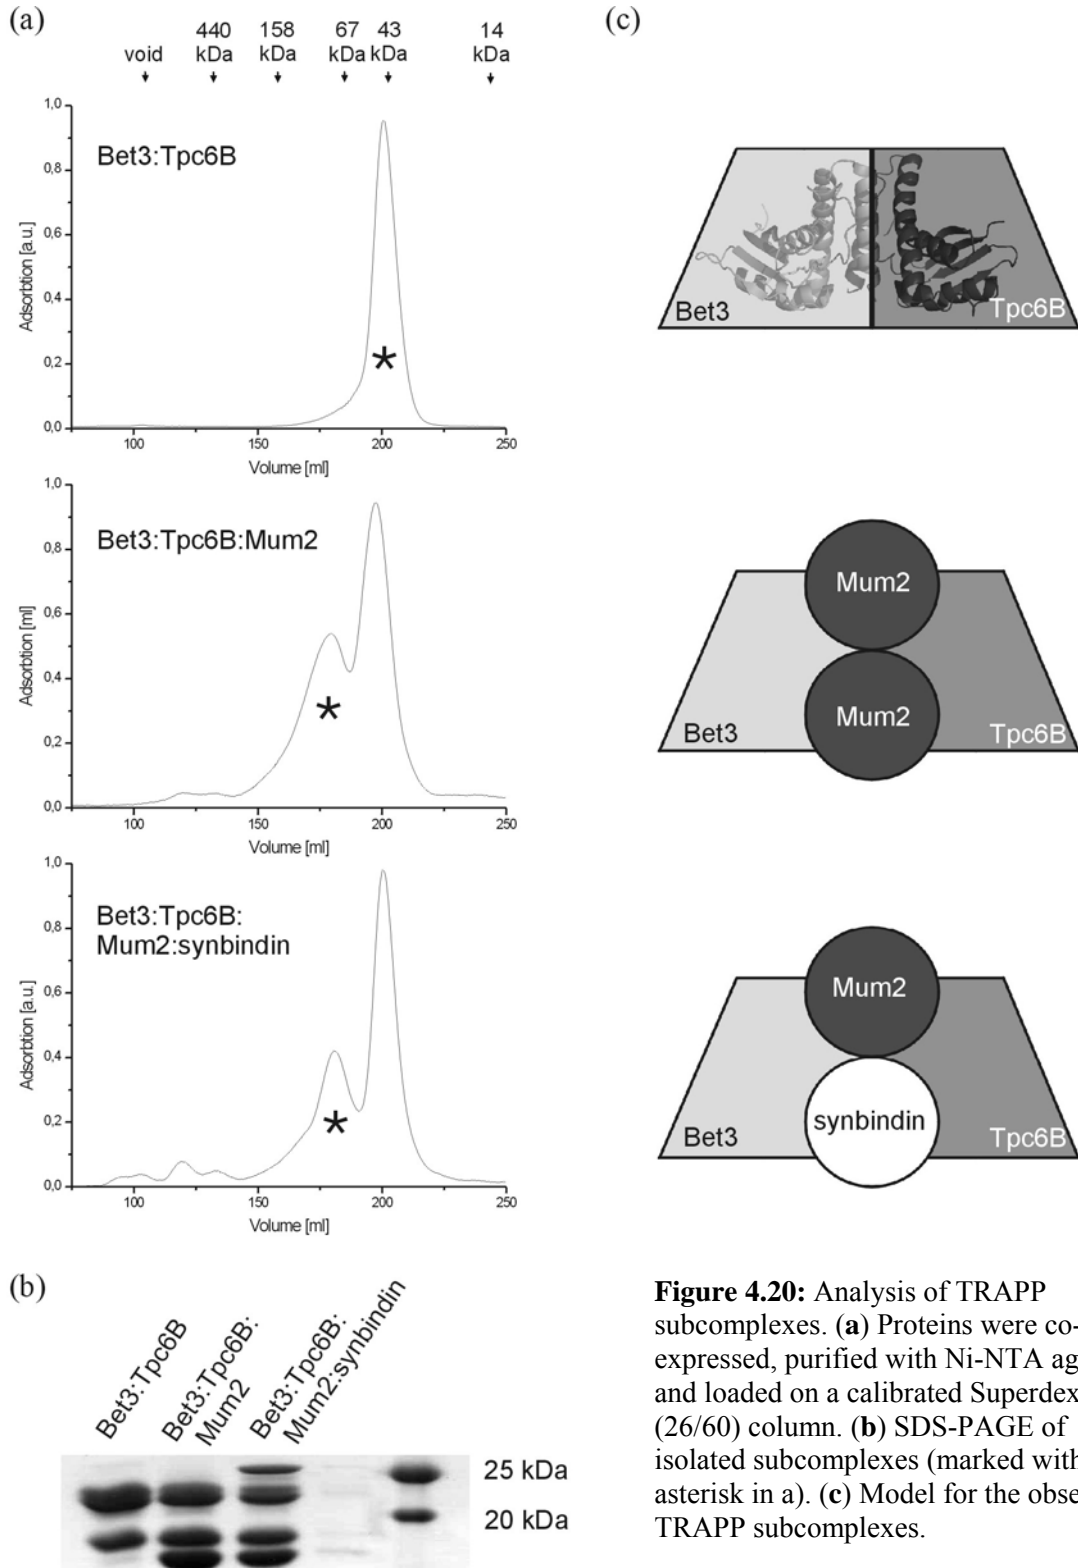 (a)
(c)
void
440 kDa
158 kDa
67 kDa
43 kDa
14 kDa
1,0
0,8
0,6
0,4
0,2
0,0
Adsorbtion [a.u.]
Bet3:Tpc6B
*
100 150 200 250
Volume [ml]
Bet3
Tpc6B
1,0
0,8
0,6
0,4
0,2
0,0
Adsorbtion [ml]
Bet3:Tpc6B:Mum2
*
100 150 200 250
Volume [ml]
Mum2
Mum2
Bet3
Tpc6B
1,0
0,8
0,6
0,4
0,2
0,0
Adsorbtion [a.u.]
Bet3:Tpc6B:
Mum2:synbindin
*
100 150 200 250
Volume [ml]
Mum2
synbindin
Bet3
Tpc6B
(b)
Bet3:Tpc6B
Bet3:Tpc6B:
Mum2
Bet3:Tpc6B:
Mum2:synbindin
25 kDa
20 kDa
Figure 4.20: Analysis of TRAPP
subcomplexes. (a) Proteins were co-
expressed, purified with Ni-NTA ag
and loaded on a calibrated Superdex
(26/60) column. (b) SDS-PAGE of
isolated subcomplexes (marked with
asterisk in a). (c) Model for the obse
TRAPP subcomplexes.